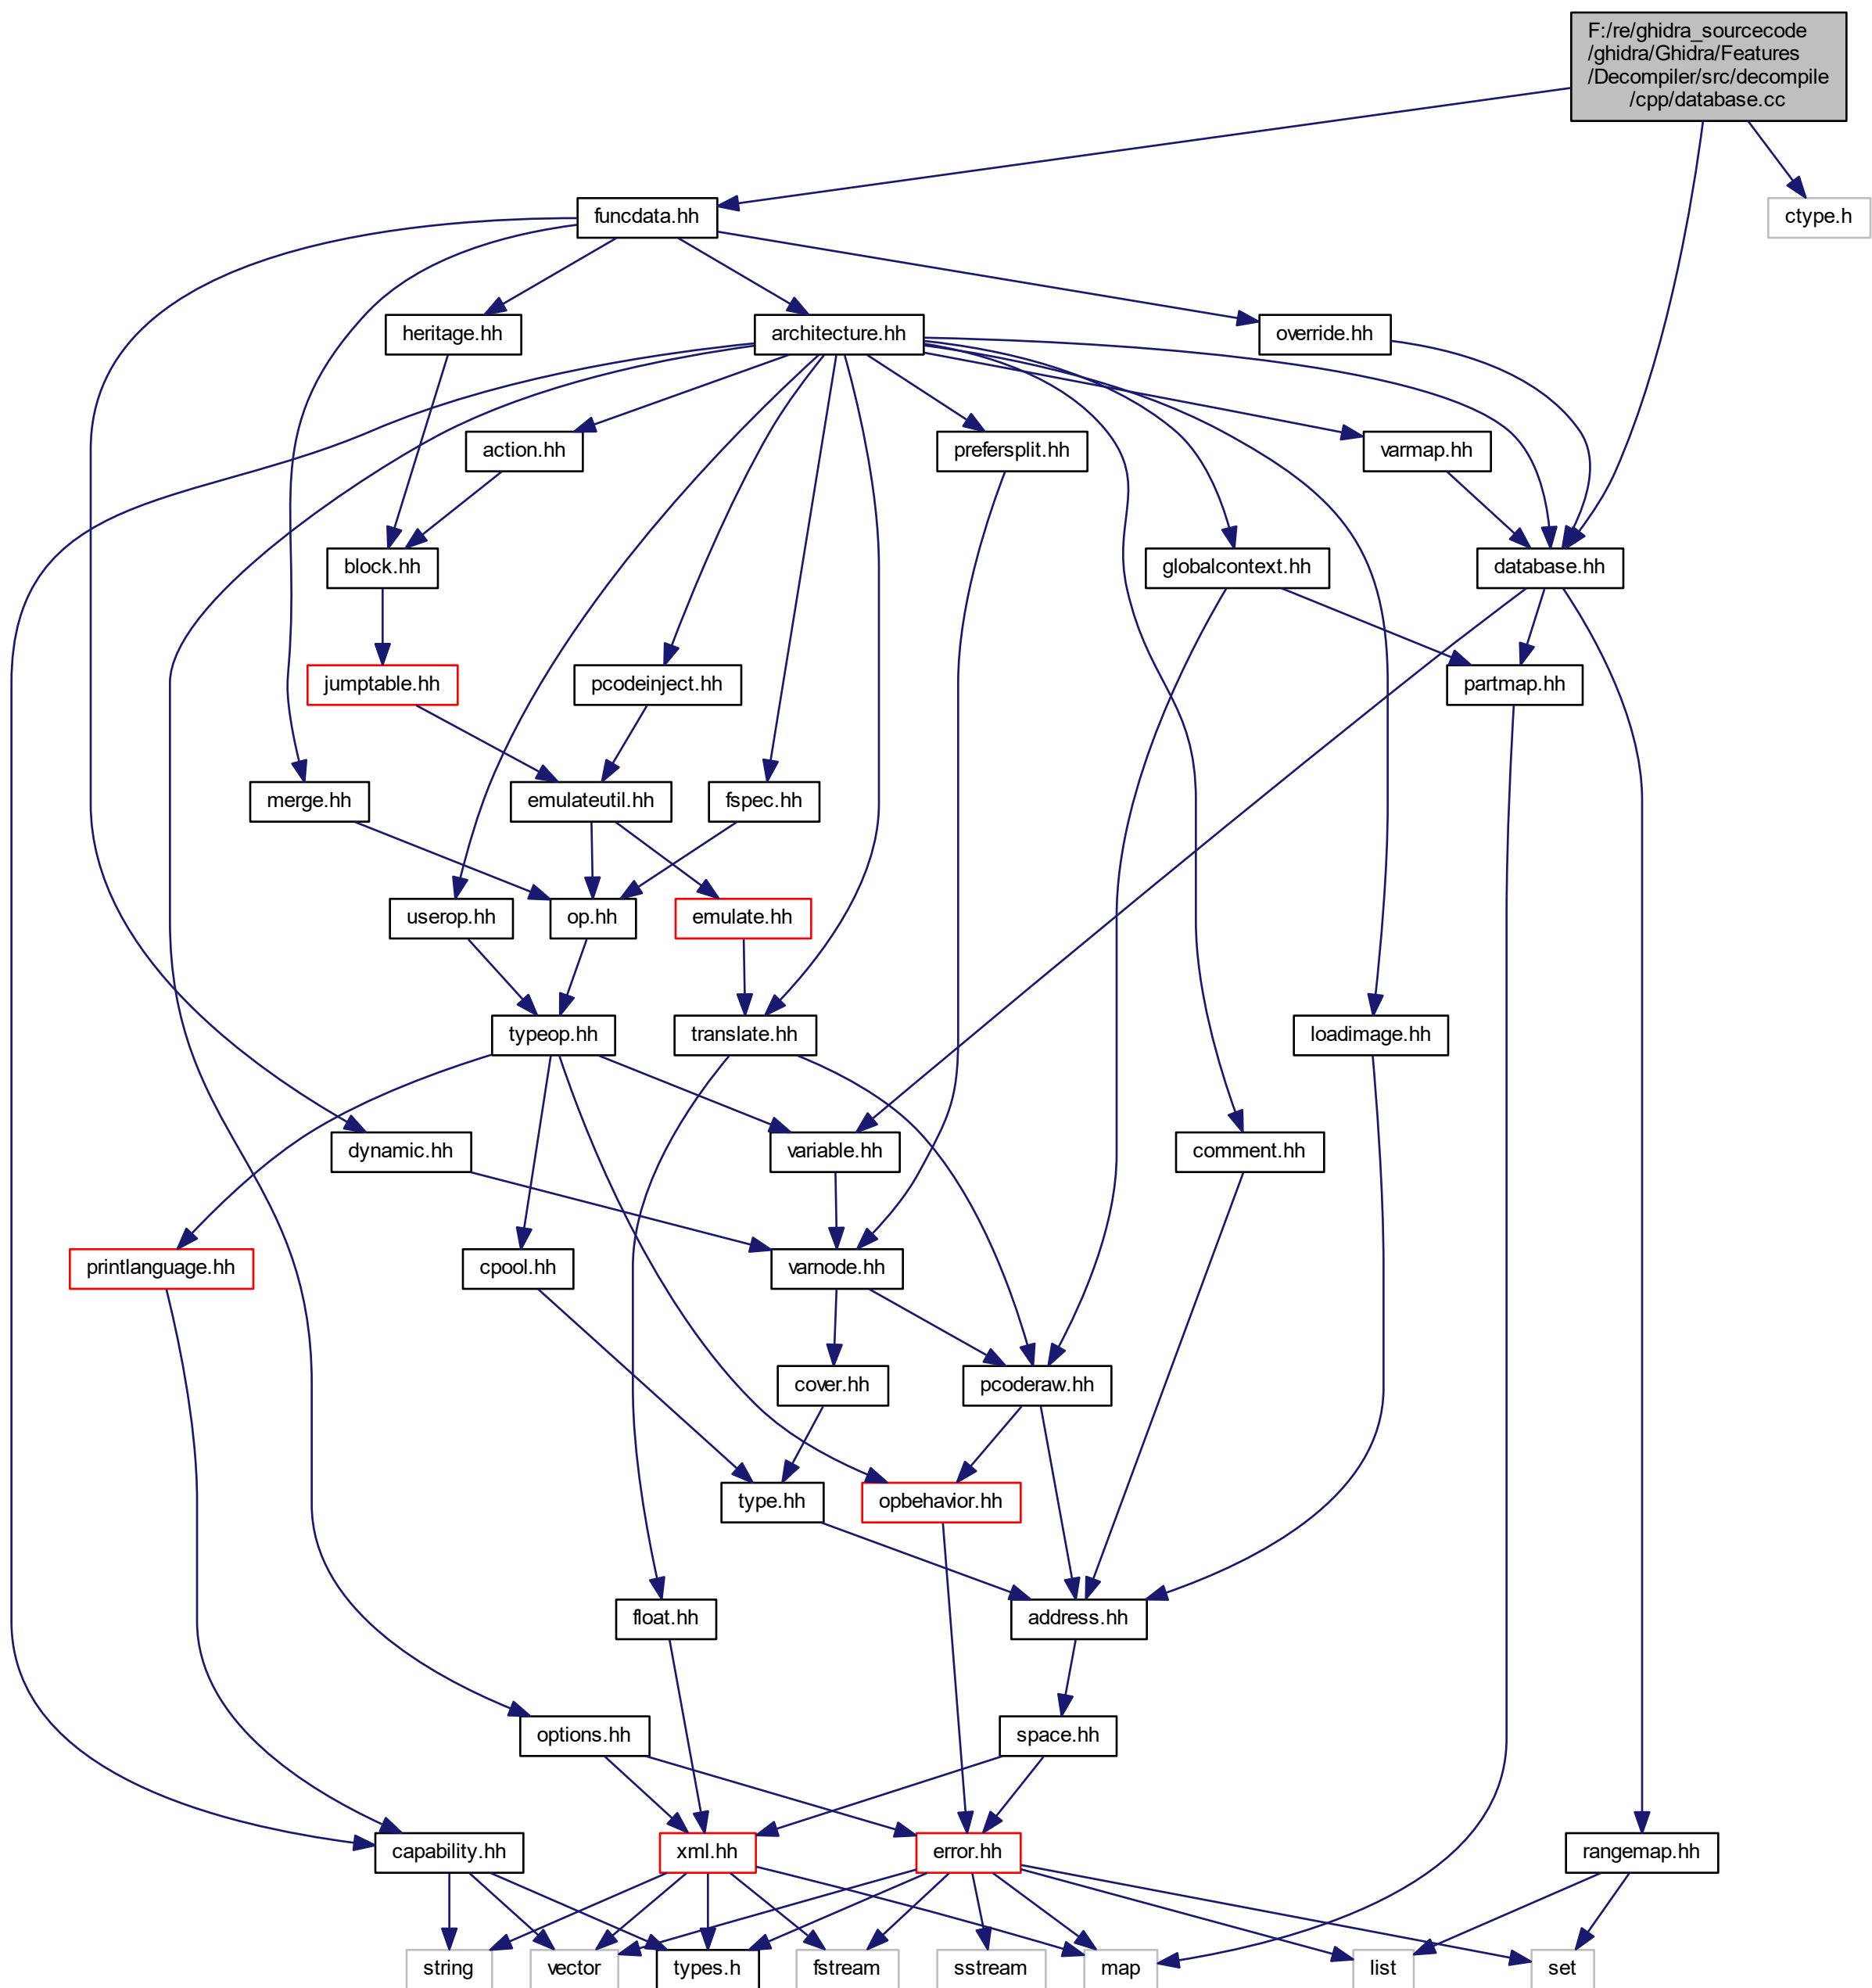 F:/re/ghidra_sourcecode
/ghidra/Ghidra/Features
/Decompiler/src/decompile
/cpp/database.cc
funcdata.hh
ctype.h
heritage.hh
architecture.hh
override.hh
action.hh
prefersplit.hh
varmap.hh
block.hh
globalcontext.hh
database.hh
jumptable.hh
pcodeinject.hh
partmap.hh
merge.hh
emulateutil.hh
fspec.hh
userop.hh
op.hh
emulate.hh
typeop.hh
translate.hh
loadimage.hh
dynamic.hh
variable.hh
comment.hh
printlanguage.hh
cpool.hh
varnode.hh
cover.hh
pcoderaw.hh
type.hh
opbehavior.hh
float.hh
address.hh
options.hh
space.hh
capability.hh
xml.hh
error.hh
rangemap.hh
string
vector
types.h
fstream
sstream
map
list
set